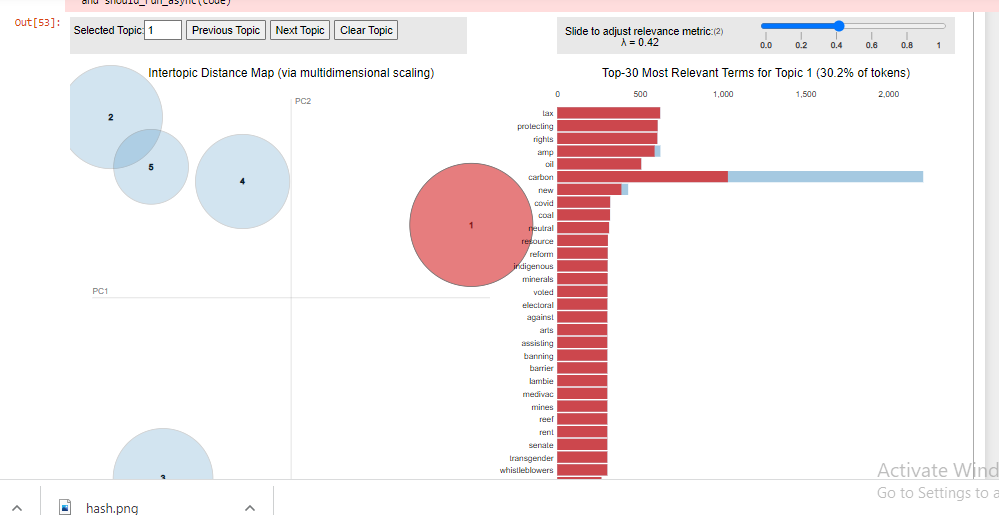 and should_run_async(code)
Out[53]:
Selected Topic: 1 Previous Topic Next Topic Clear Topic
Slide to adjust relevance metric:(2)
λ = 0.42
0.0 0.2 0.4 0.6 0.8 1
Intertopic Distance Map (via multidimensional scaling)
PC2
PC1
2
5
4
1
3
Top-30 Most Relevant Terms for Topic 1 (30.2% of tokens)
0 500 1,000 1,500 2,000
tax
protecting
rights
amp
oil
carbon
new
covid
coal
neutral
resource
reform
indigenous
minerals
voted
electoral
against
arts
assisting
banning
barrier
lambie
medivac
mines
reef
rent
senate
transgender
whistleblowers
Activate Wind
Go to Settings to a
hash.png